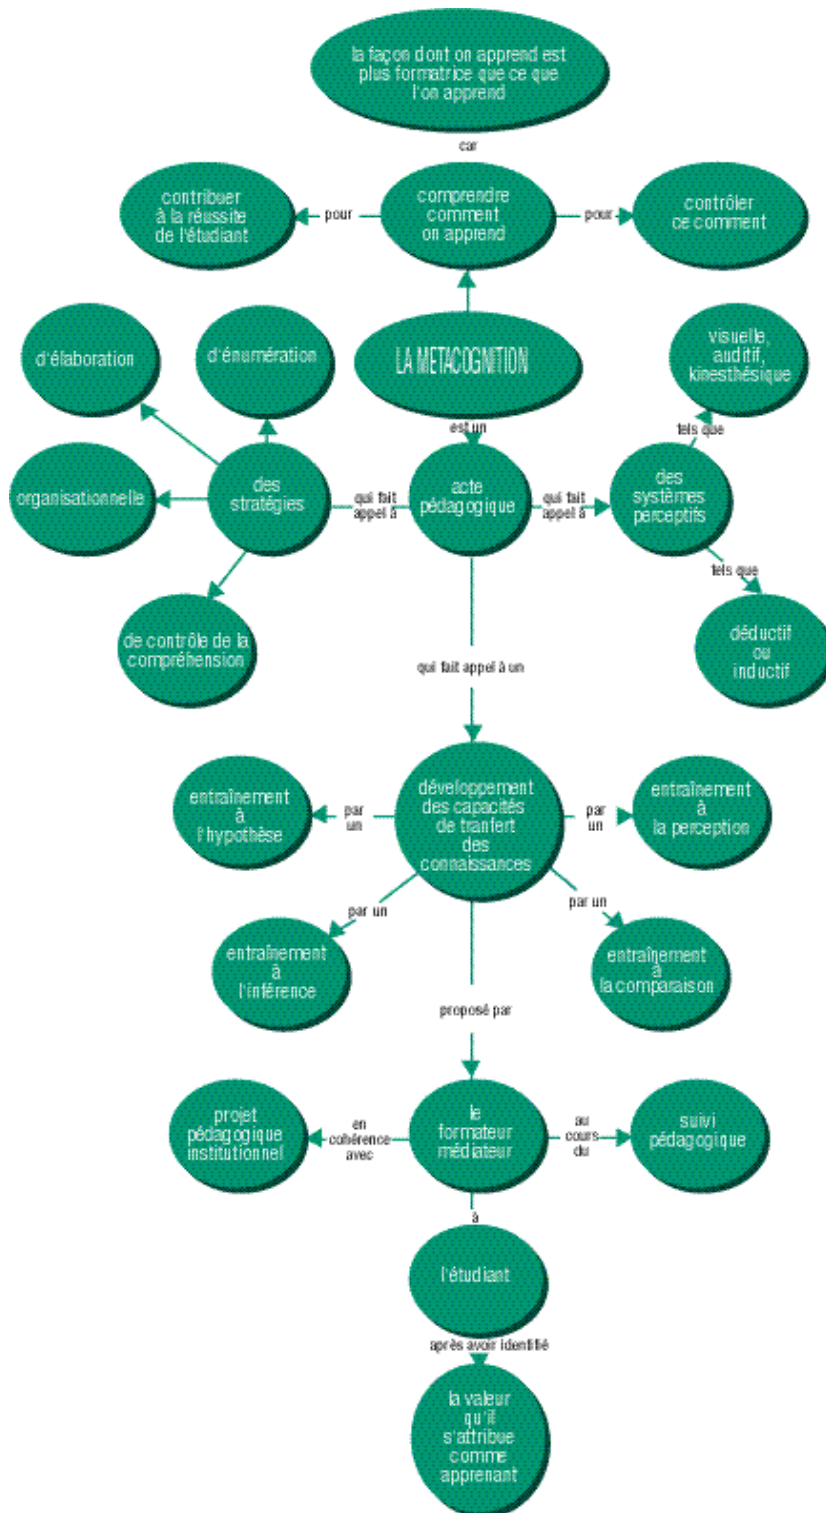 la façon dont on apprend est
plus formatrice que ce que
l'on apprend
car
contribuer
à la réussite
de l'étudiant
pour
comprendre
comment
on apprend
pour
contrôler
ce comment
d'élaboration
d'énumération
LA METACOGNITION
visuelle,
auditif,
kinesthésique
est un
tels que
organisationnelle
des
stratégies
qui fait
appel à
acte
pédagogique
qui fait
appel à
des
systèmes
perceptifs
tels que
de contrôle de la
compréhension
déductif
ou
inductif
qui fait appel à un
entraînement
à
l'hypothèse
par
un
développement
des capacités
de tranfert
des
connaissances
par
un
entraînement
à
la perception
par un
par un
entraînement
à
l'inférence
entraînement
à
la comparaison
proposé par
projet
pédagogique
institutionnel
en
cohérence
avec
le
formateur
médiateur
au
cours
du
suivi
pédagogique
à
l'étudiant
après avoir identifié
la valeur
qu'il
s'attribue
comme
apprenant